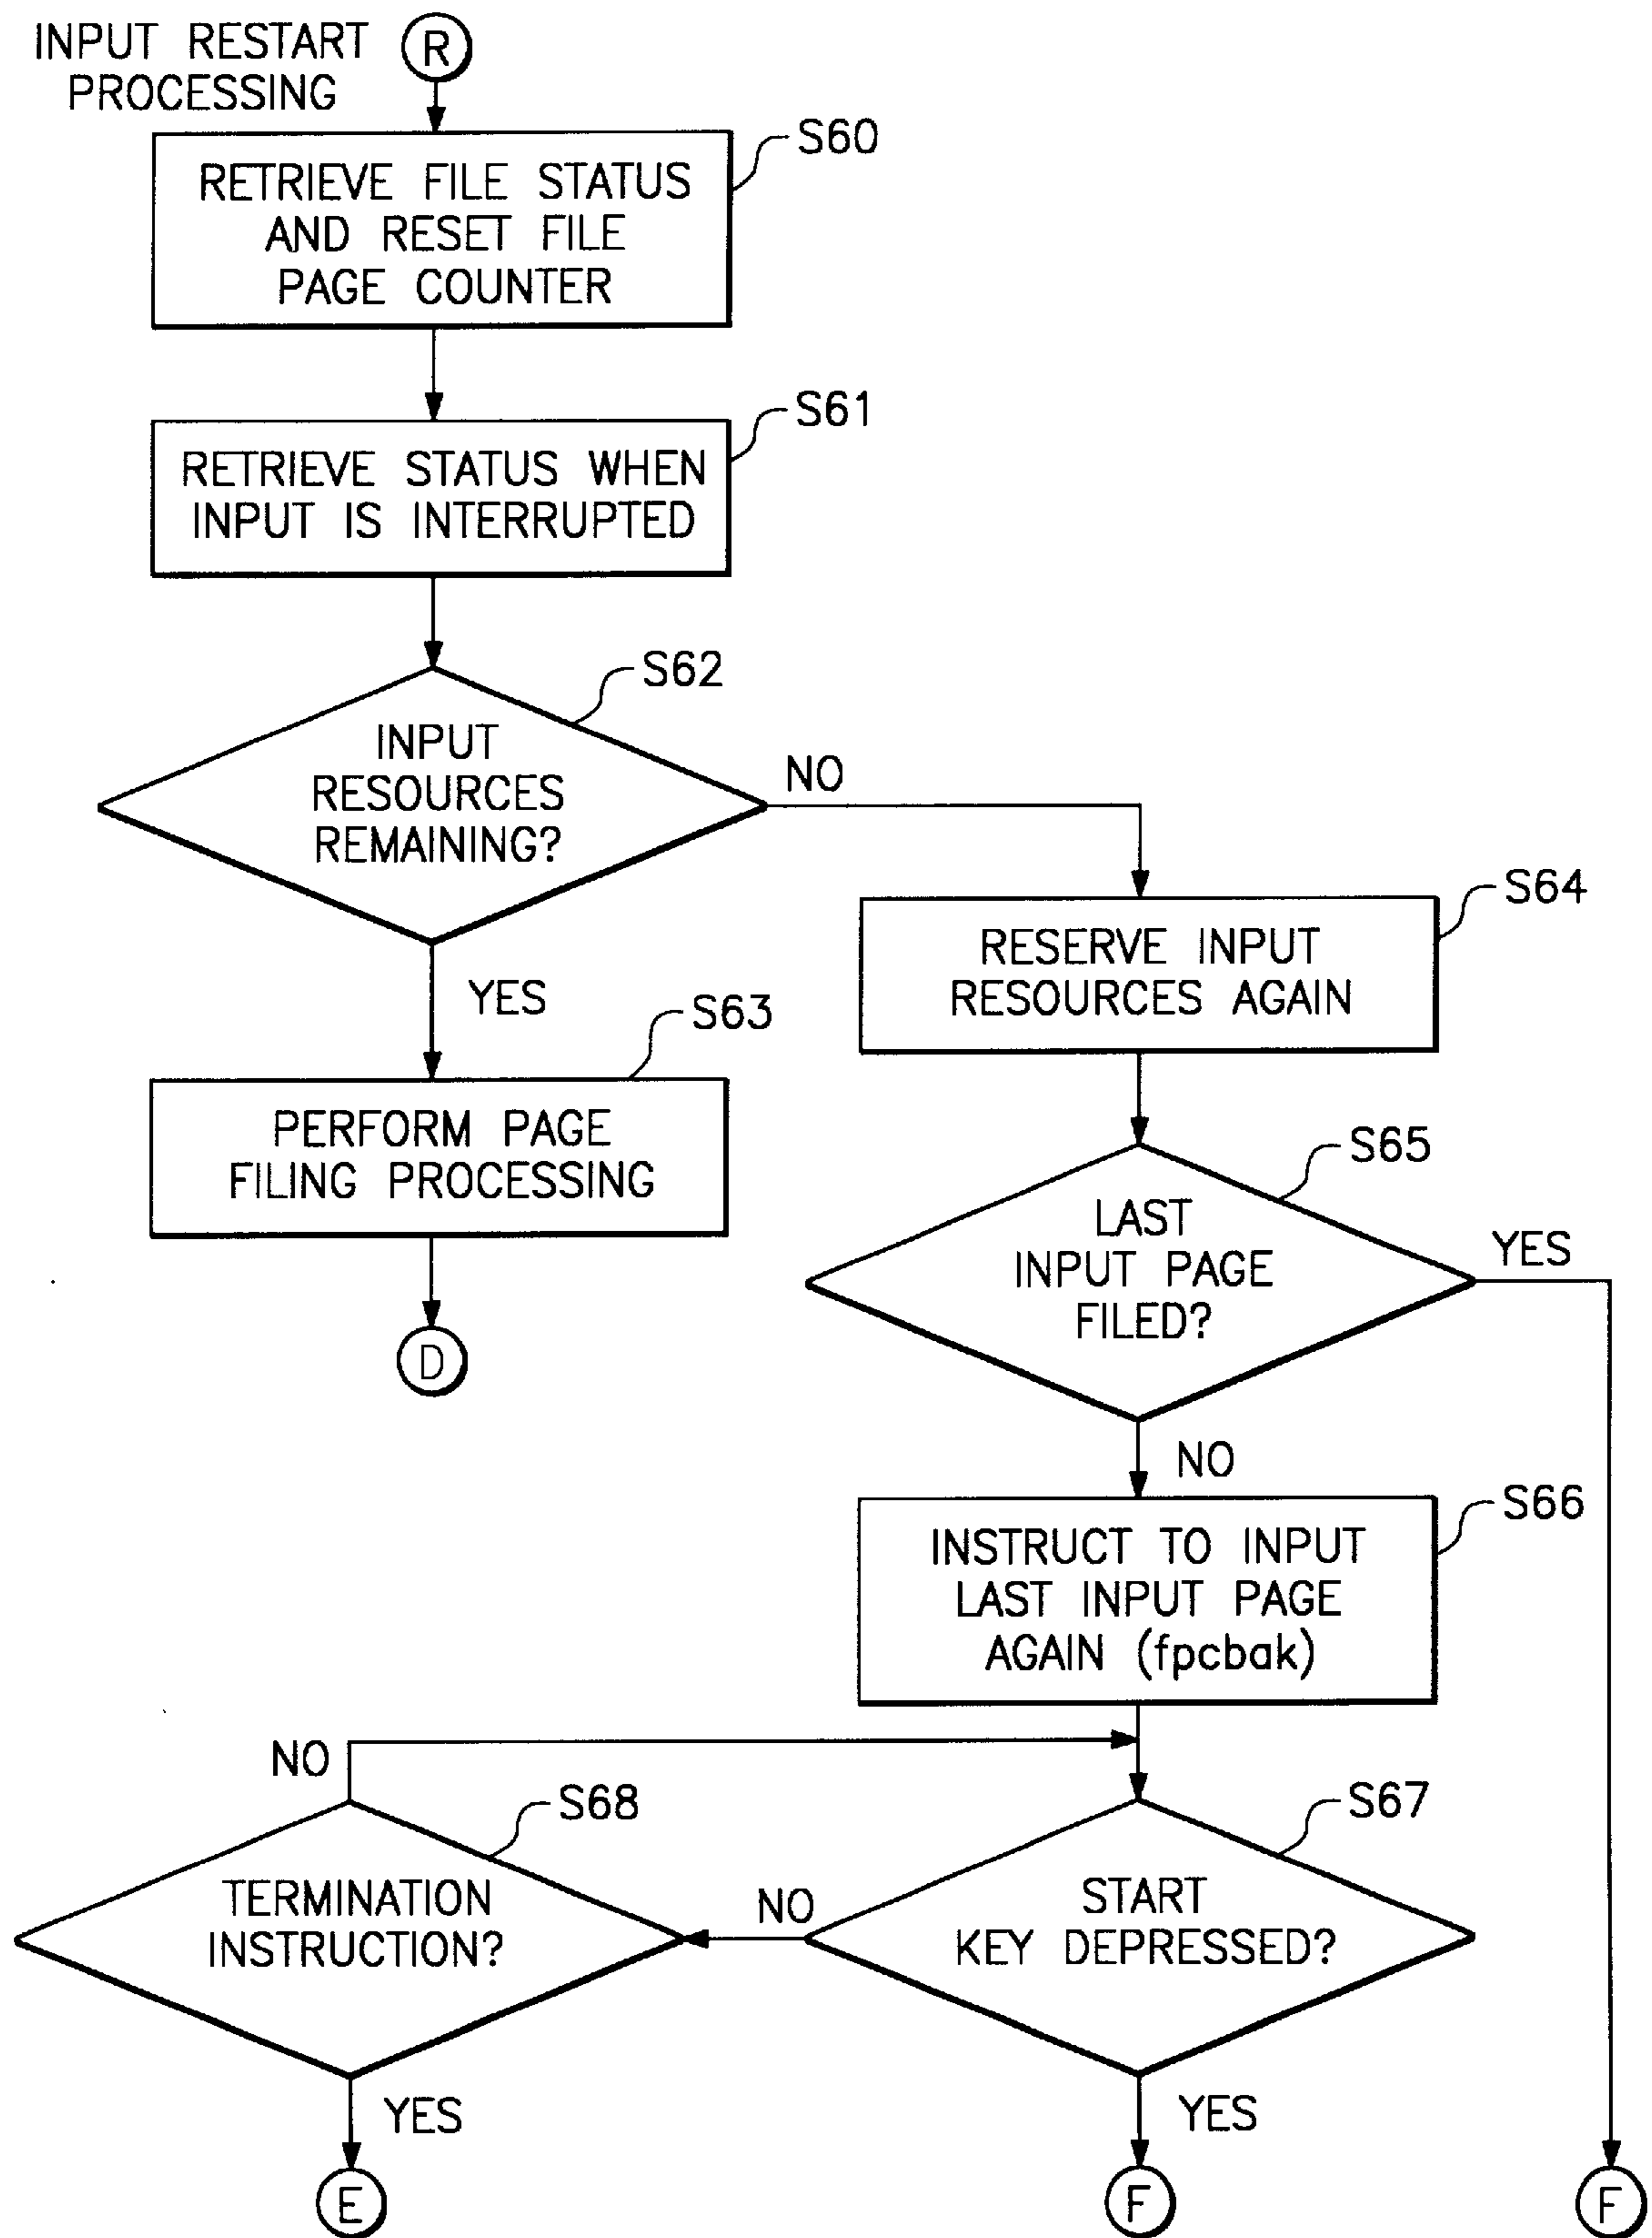 INPUT RESTART
PROCESSING
R
S60
RETRIEVE FILE STATUS
AND RESET FILE
PAGE COUNTER
S61
RETRIEVE STATUS WHEN
INPUT IS INTERRUPTED
S62
INPUT
RESOURCES
REMAINING?
NO
YES
S63
PERFORM PAGE
FILING PROCESSING
D
S64
RESERVE INPUT
RESOURCES AGAIN
S65
LAST
INPUT PAGE
FILED?
YES
NO
S66
INSTRUCT TO INPUT
LAST INPUT PAGE
AGAIN (fpcbak)
NO
S68
TERMINATION
INSTRUCTION?
NO
S67
START
KEY DEPRESSED?
YES
YES
E
F
F